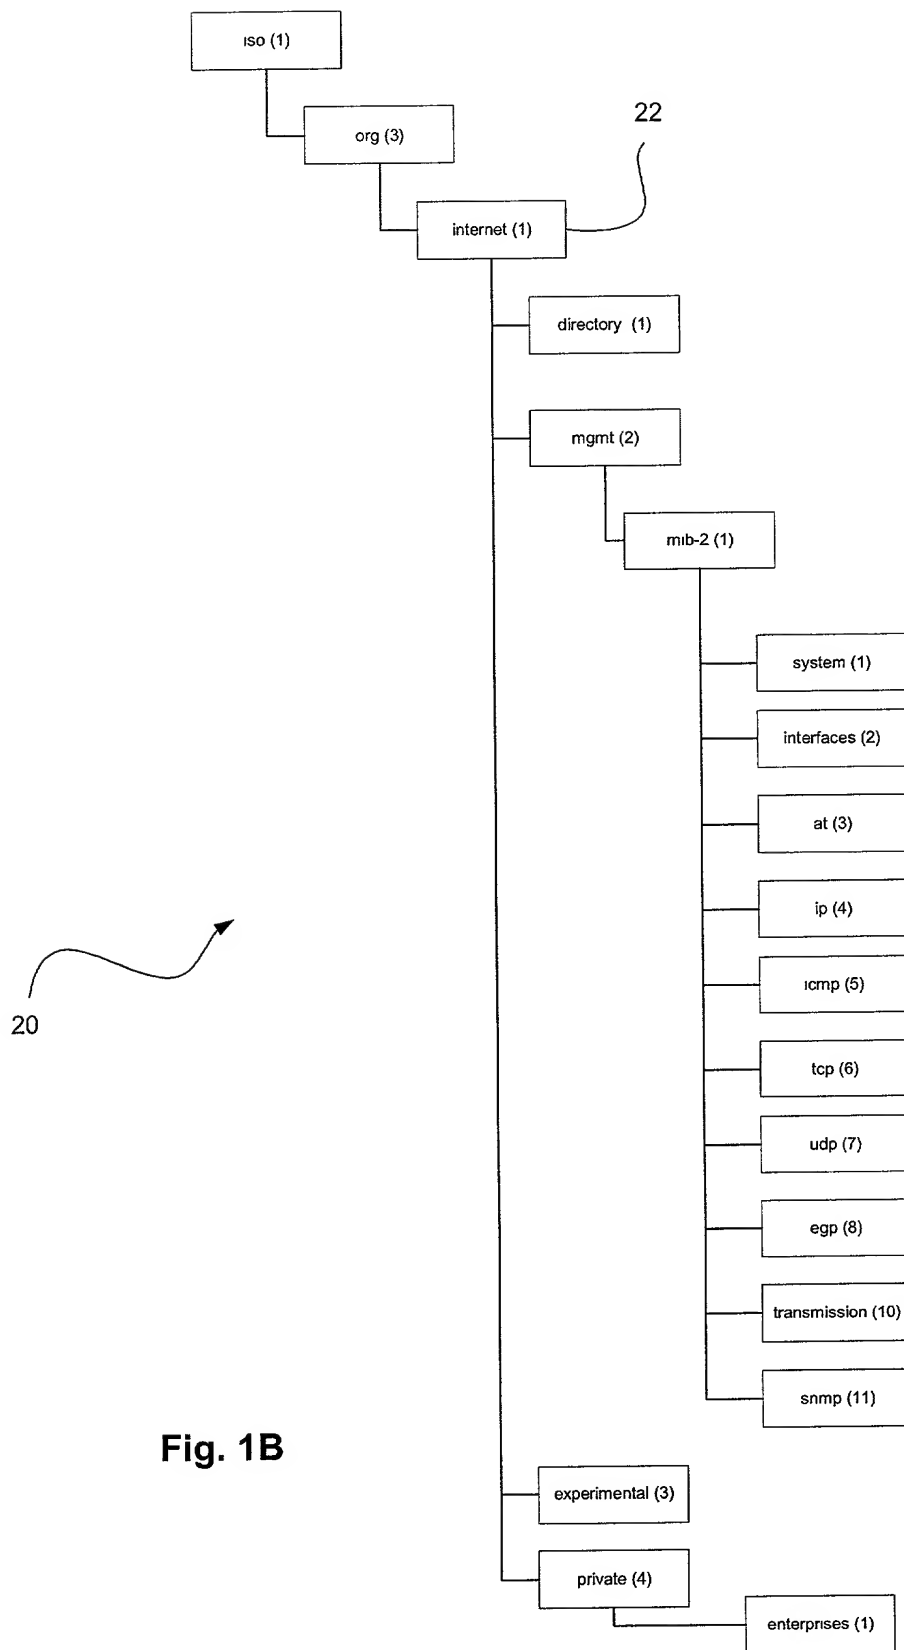 iso (1)
org (3)
22
internet (1)
directory (1)
mgmt (2)
mib-2 (1)
system (1)
interfaces (2)
at (3)
ip (4)
icmp (5)
20
tcp (6)
udp (7)
egp (8)
transmission (10)
snmp (11)
Fig. 1B
experimental (3)
private (4)
enterprises (1)